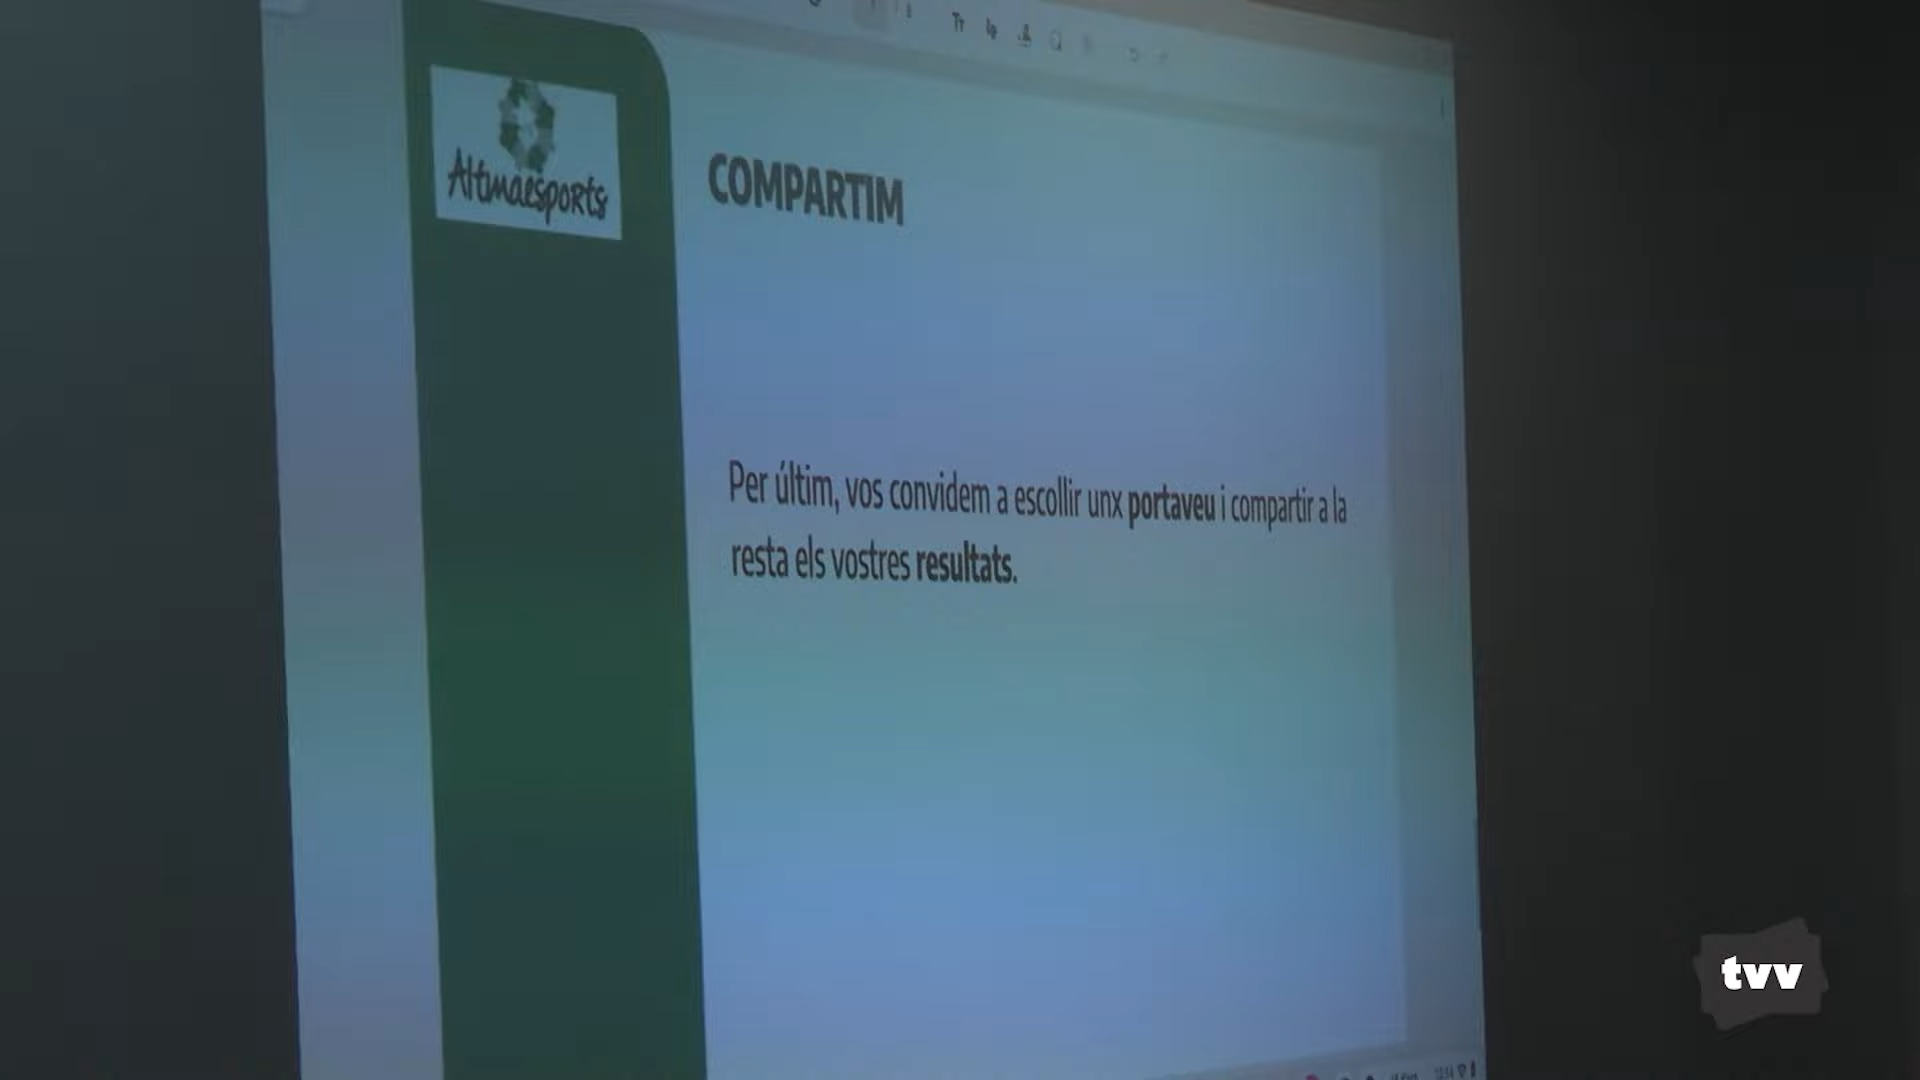 Altmaesports
COMPARTIM
Per últim, vos convidem a escollir unx portaveu i compartir a la
resta els vostres resultats.
tvv